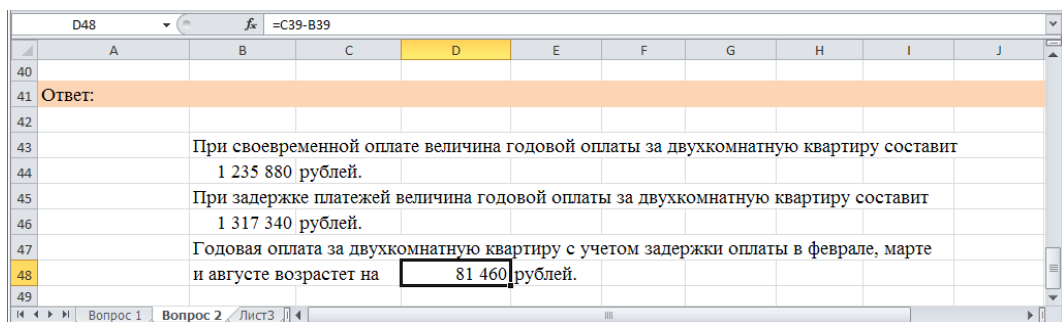 D48 fx =C39-B39
A B C D E F G H I J
40
41 Ответ:
42
43 При своевременной оплате величина годовой оплаты за двухкомнатную квартиру составит
44 1 235 880 рублей.
45 При задержке платежей величина годовой оплаты за двухкомнатную квартиру составит
46 1 317 340 рублей.
47 Годовая оплата за двухкомнатную квартиру с учетом задержки оплаты в феврале, марте
48 и августе возрастет на 81 460 рублей.
49
Вопрос 1 Вопрос 2 Лист3